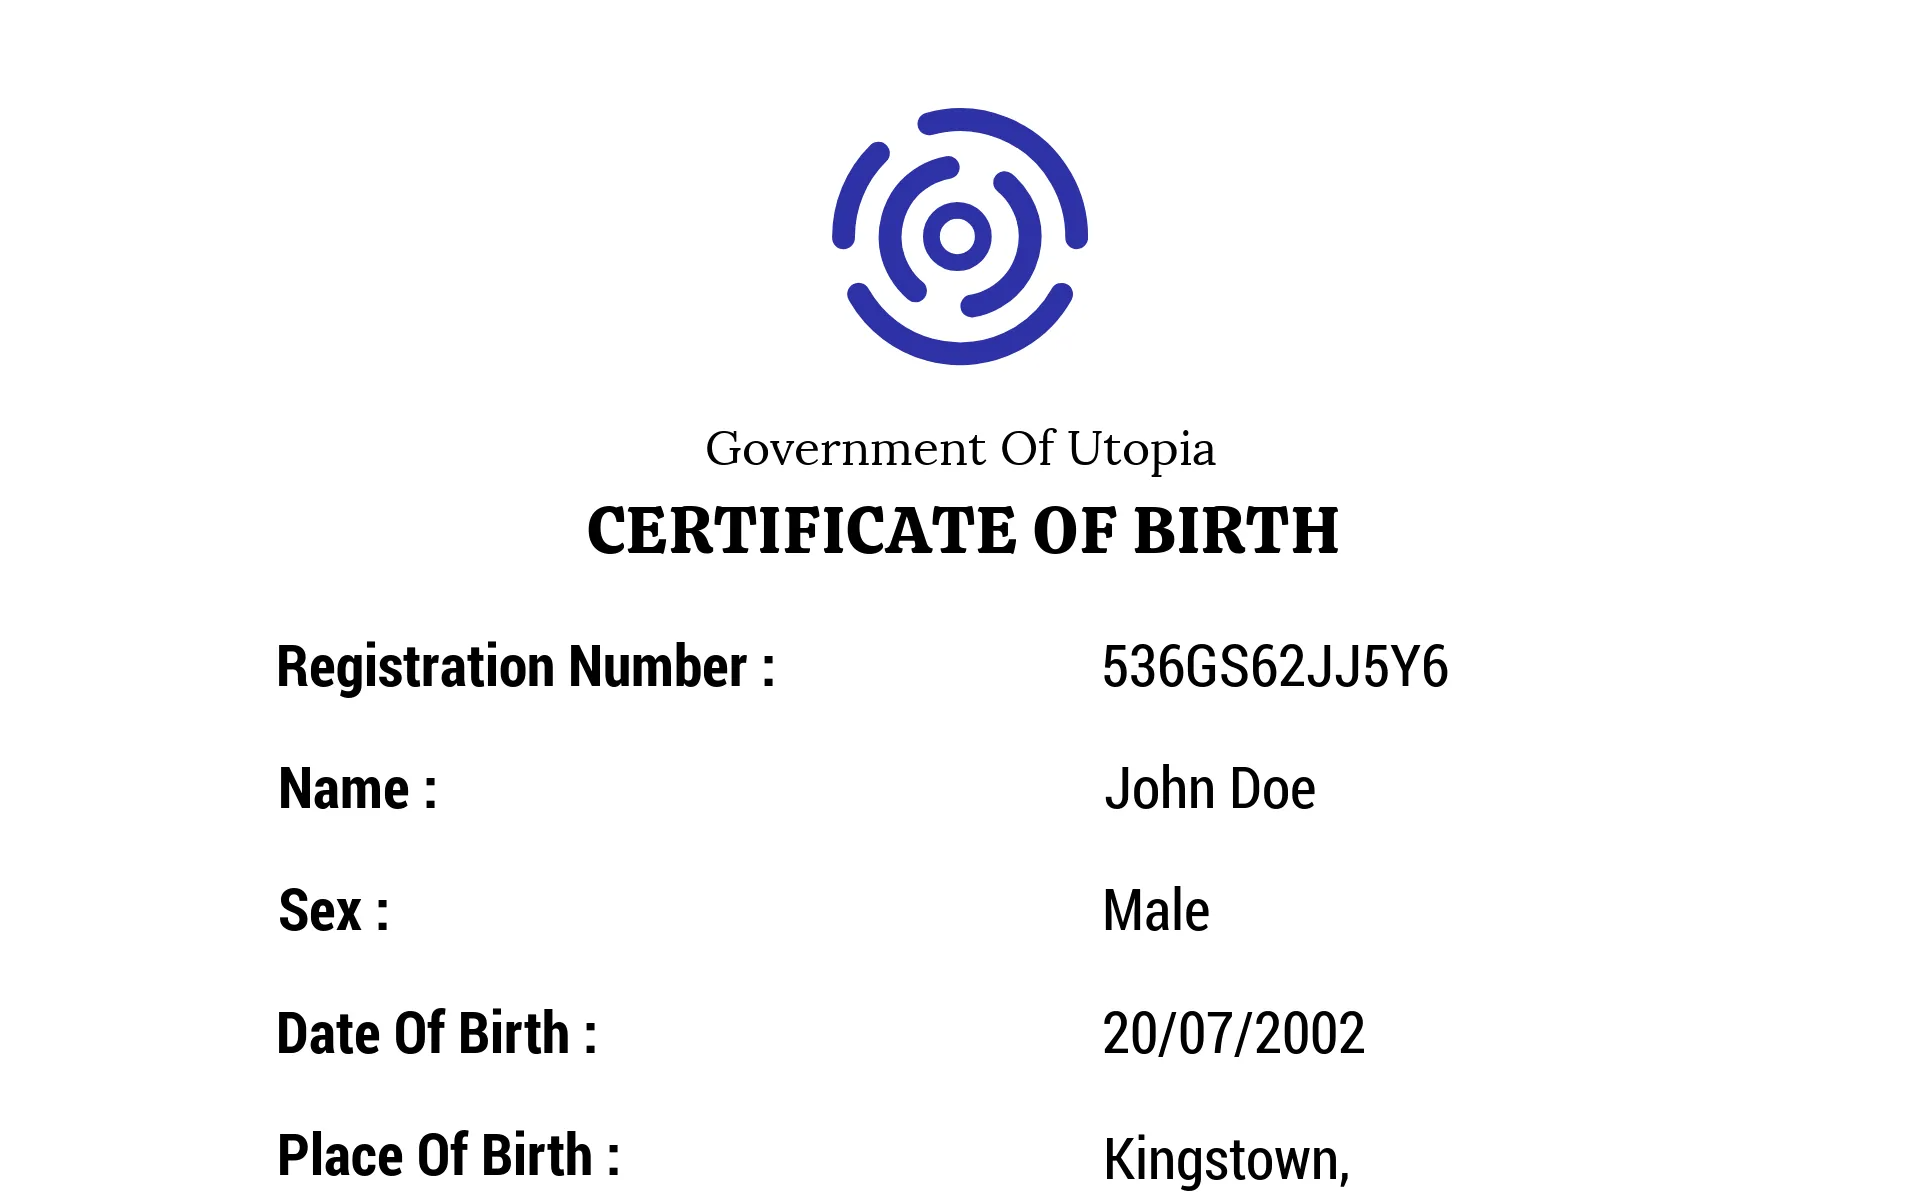 Government Of Utopia
CERTIFICATE OF BIRTH
Registration Number : 536GS62JJ5Y6
Name : John Doe
Sex : Male
Date Of Birth : 20/07/2002
Place Of Birth : Kingstown,